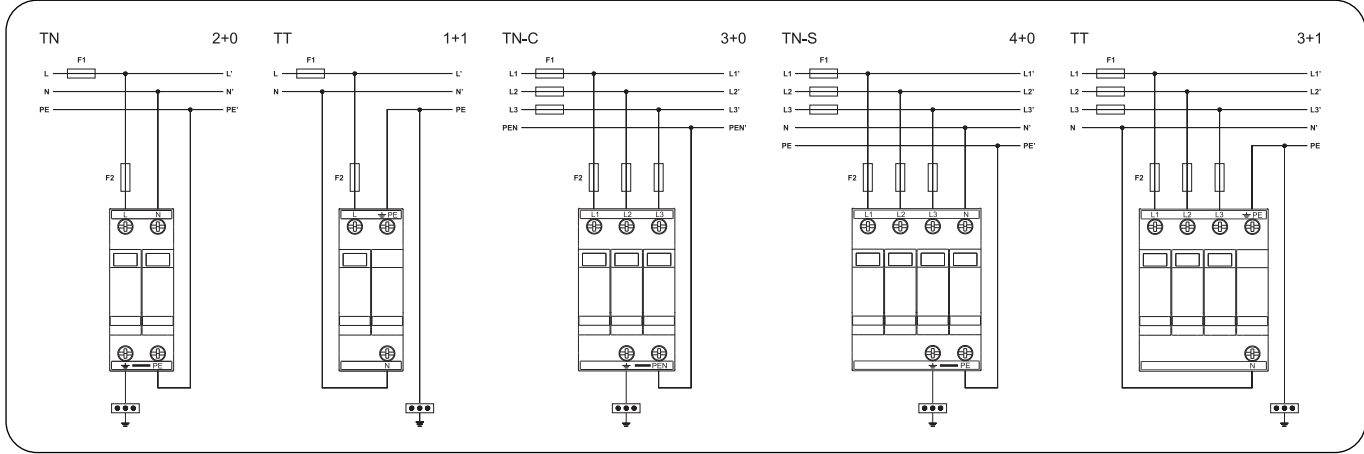 TN 2+0
F1
L L'
N N'
PE PE'
F2
L N
PE
TT 1+1
F1
L L'
N N'
PE
F2
L PE
N
TN-C 3+0
F1
L1 L1'
L2 L2'
L3 L3'
PEN PEN'
F2
L1 L2 L3
PEN
TN-S 4+0
F1
L1 L1'
L2 L2'
L3 L3'
N N'
PE PE'
F2
L1 L2 L3 N
PE
TT 3+1
F1
L1 L1'
L2 L2'
L3 L3'
N N'
PE
F2
L1 L2 L3 PE
N